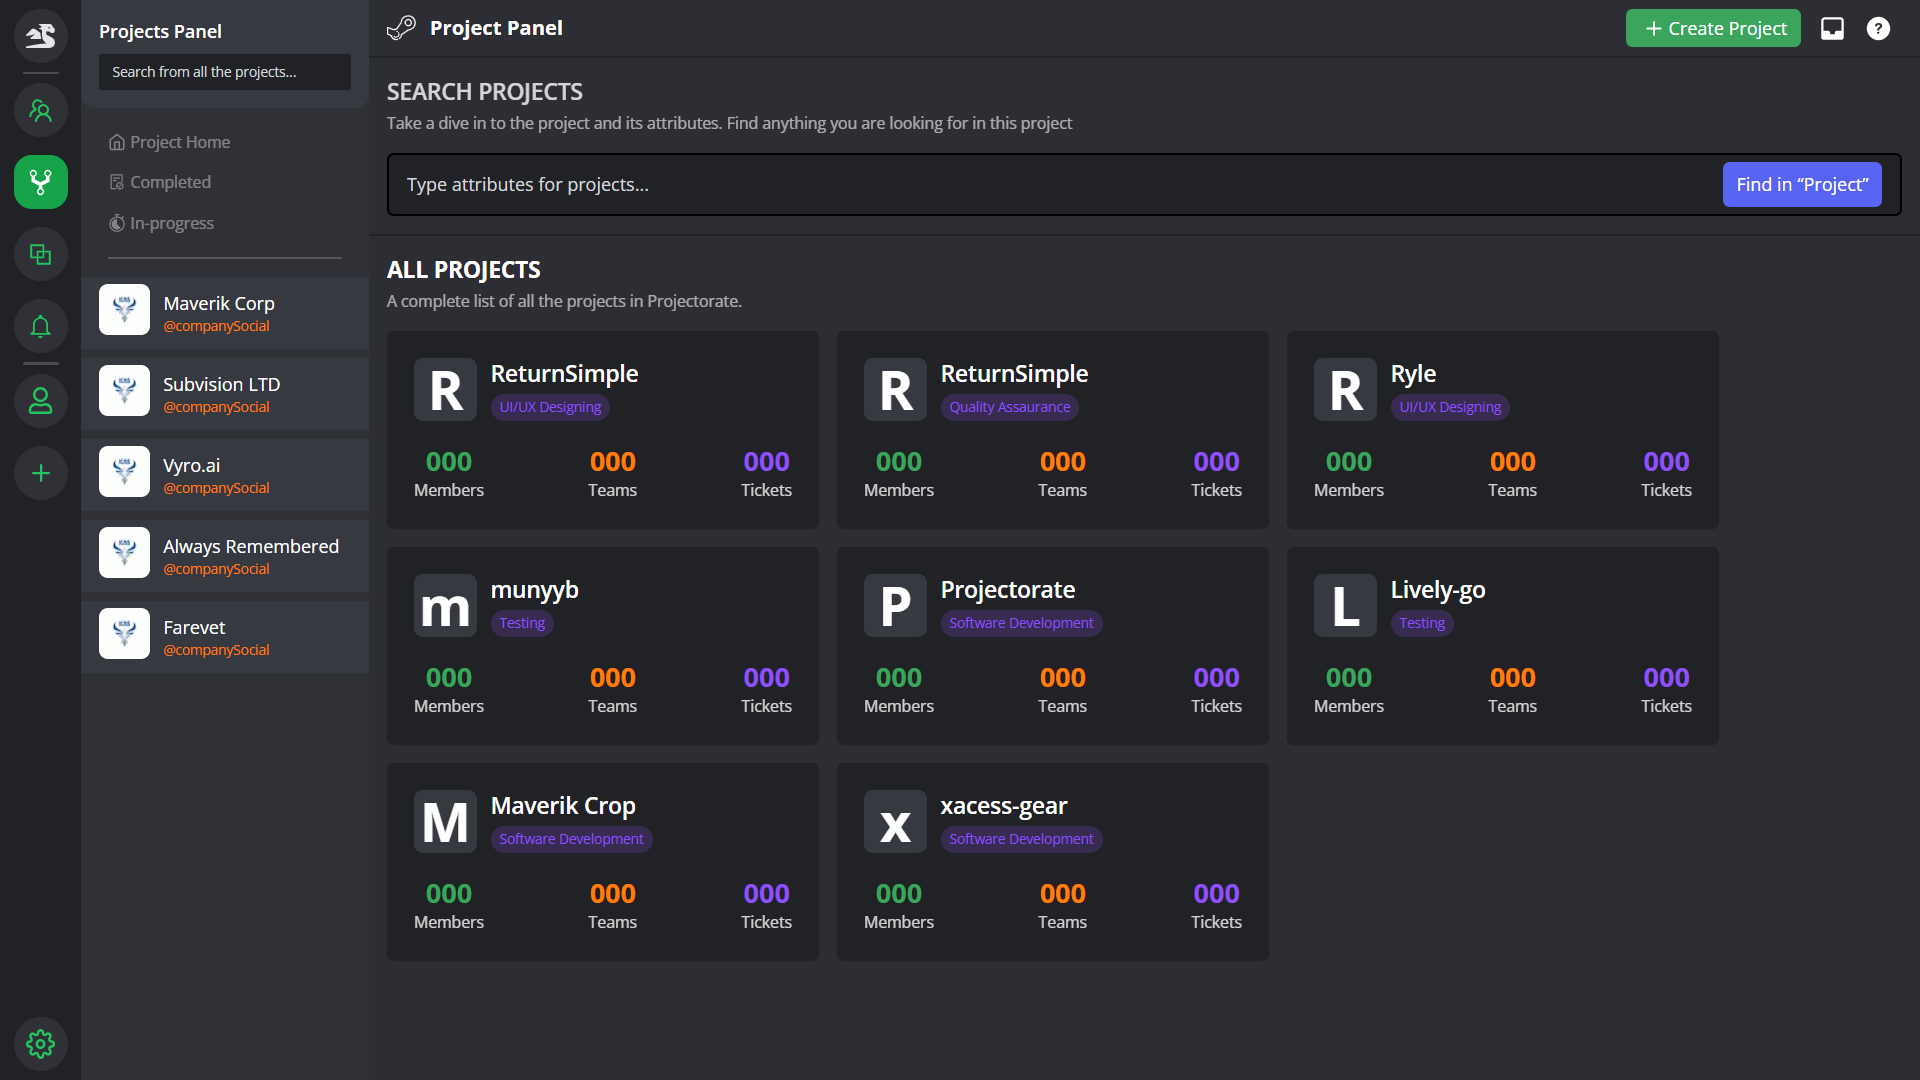 Projects Panel
Search from all the projects...
Project Home
Completed
In-progress
Maverik Corp
@companySocial
Subvision LTD
@companySocial
Vyro.ai
@companySocial
Always Remembered
@companySocial
Farevet
@companySocial
Project Panel
Create Project
SEARCH PROJECTS
Take a dive in to the project and its attributes. Find anything you are looking for in this project
Type attributes for projects...
Find in “Project”
ALL PROJECTS
A complete list of all the projects in Projectorate.
R
ReturnSimple
UI/UX Designing
000 000 000
Members Teams Tickets
R
ReturnSimple
Quality Assaurance
000 000 000
Members Teams Tickets
R
Ryle
UI/UX Designing
000 000 000
Members Teams Tickets
m
munyyb
Testing
000 000 000
Members Teams Tickets
P
Projectorate
Software Development
000 000 000
Members Teams Tickets
L
Lively-go
Testing
000 000 000
Members Teams Tickets
M
Maverik Crop
Software Development
000 000 000
Members Teams Tickets
x
xacess-gear
Software Development
000 000 000
Members Teams Tickets